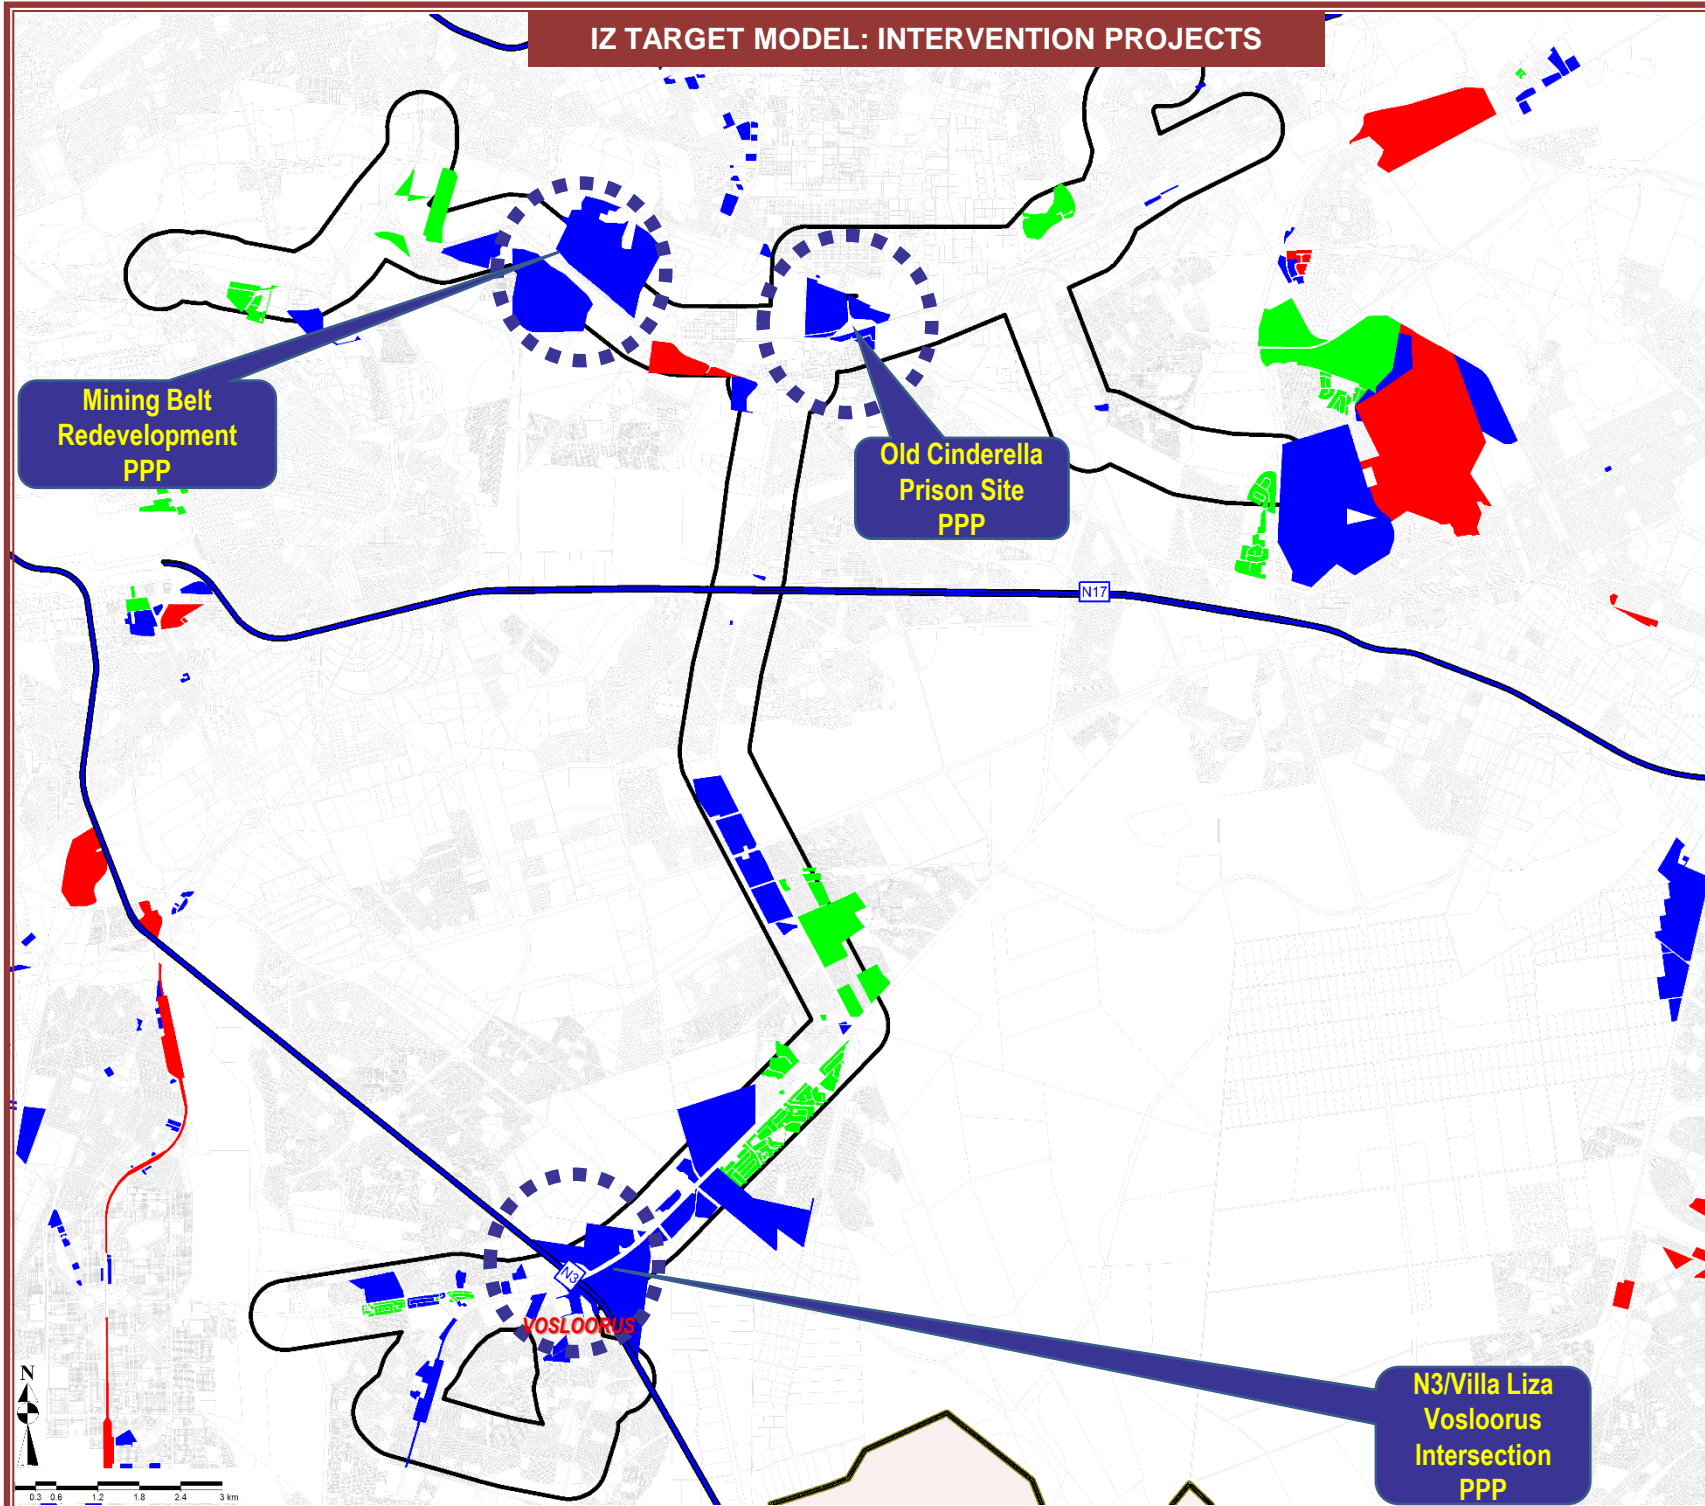 IZ TARGET MODEL: INTERVENTION PROJECTS
Mining Belt
Redevelopment
PPP
Old Cinderella
Prison Site
PPP
N17
N3
VOSLOORUS
N3/Villa Liza
Vosloorus
Intersection
PPP
N
0.3 0.6 1.2 1.8 2.4 3 km